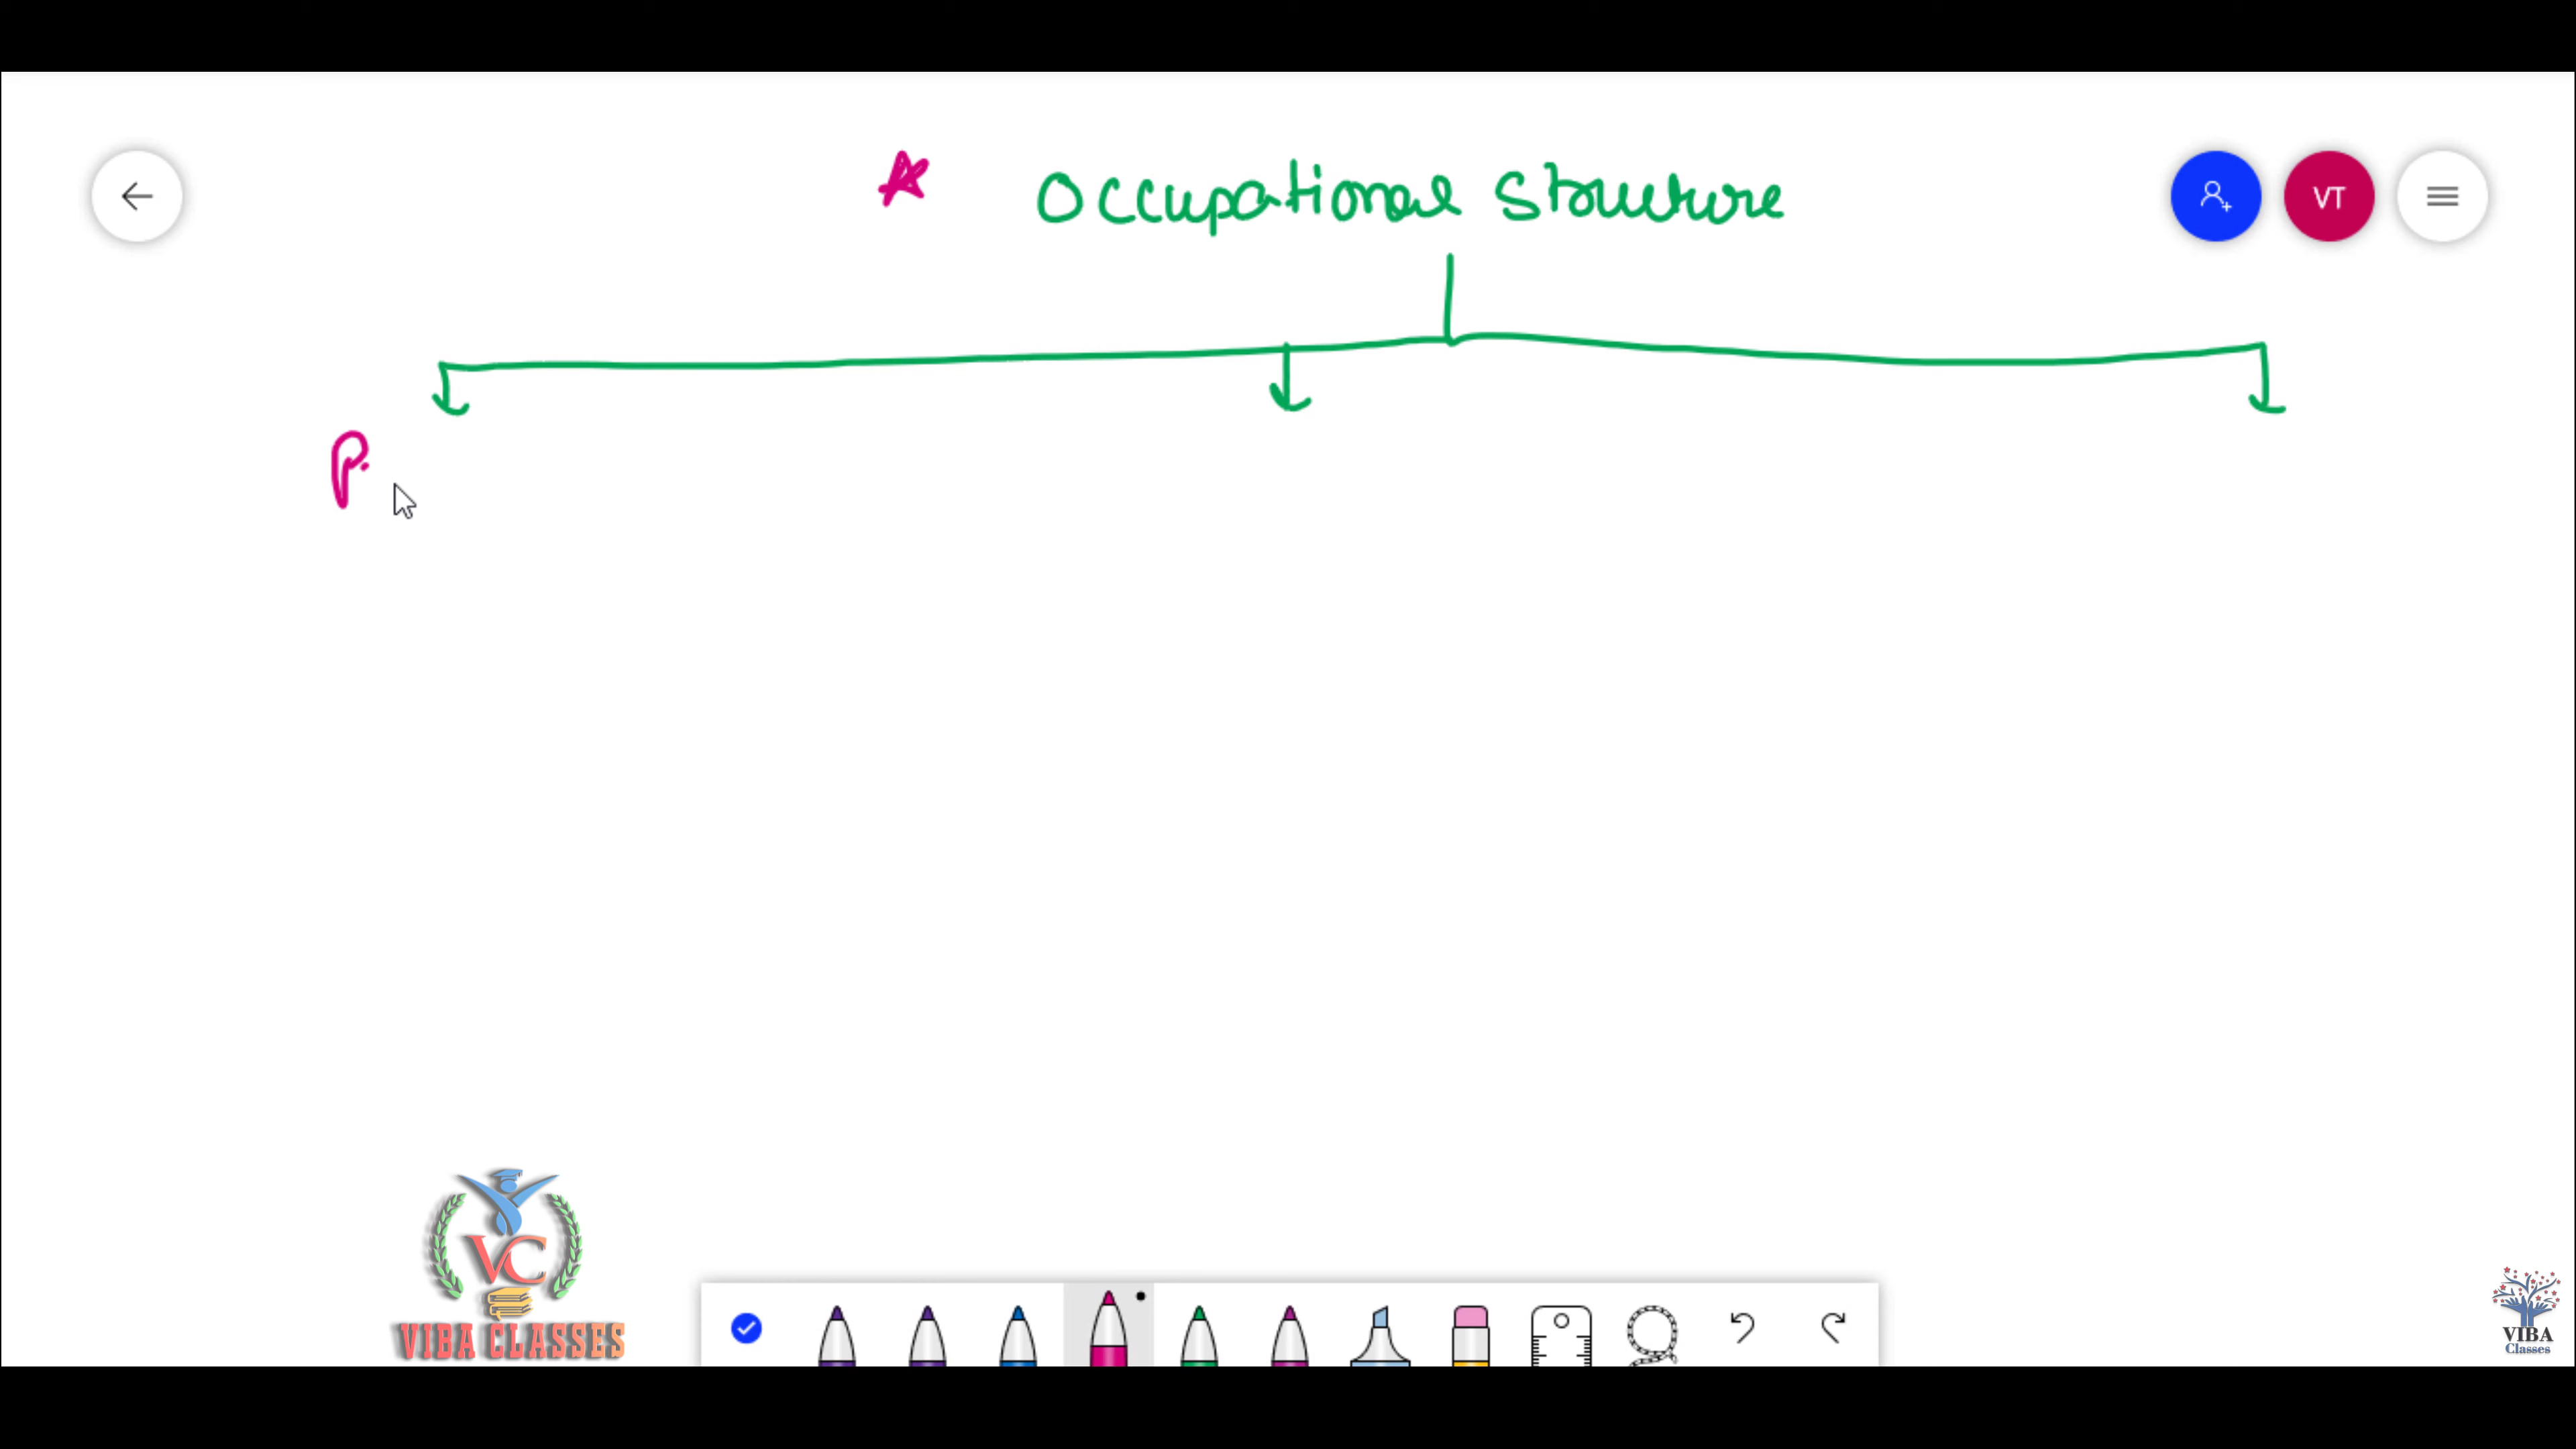 Occupational Structure
VT
P.
VC
VIBA CLASSES
VIBA
Classes